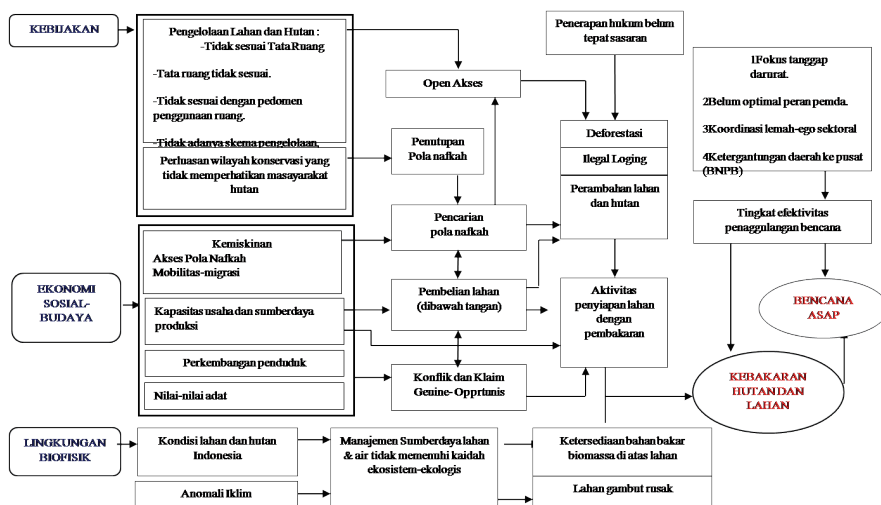 KEBIJAKAN
Pengelolaan Lahan dan Hutan :
-Tidak sesuai Tata Ruang
-Tata ruang tidak sesuai.
-Tidak sesuai dengan pedomen
penggunaan ruang.
-Tidak adanya skema pengelolaan.
Perluasan wilayah konservasi yang
tidak memperhatikan masayarakat
hutan
Open Akses
Penutupan
Pola nafkah
Pencarian
pola nafkah
Penerapan hukum belum
tepat sasaran
Deforestasi
Ilegal Loging
Perambahan lahan
dan hutan
1Fokus tanggap
darurat.
2Belum optimal peran pemda.
3Koordinasi lemah-ego sektoral
4Ketergantungan daerah ke pusat
(BNPB)
Tingkat efektivitas
penaggulangan bencana
EKONOMI
SOSIAL-
BUDAYA
Kemiskinan
Akses Pola Nafkah
Mobilitas-migrasi
Kapasitas usaha dan sumberdaya
produksi
Perkembangan penduduk
Nilai-nilai adat
Pembelian lahan
(dibawah tangan)
Konflik dan Klaim
Geuine- Opprtunis
Aktivitas
penyiapan lahan
dengan
pembakaran
BENCANA
ASAP
KEBAKARAN
HUTAN DAN
LAHAN
LINGKUNGAN
BIOFISIK
Kondisi lahan dan hutan
Indonesia
Anomali Iklim
Manajemen Sumberdaya lahan
& air tidak mememuhi kaidah
ekosistem-ekologis
Ketersediaan bahan bakar
biomassa di atas lahan
Lahan gambut rusak